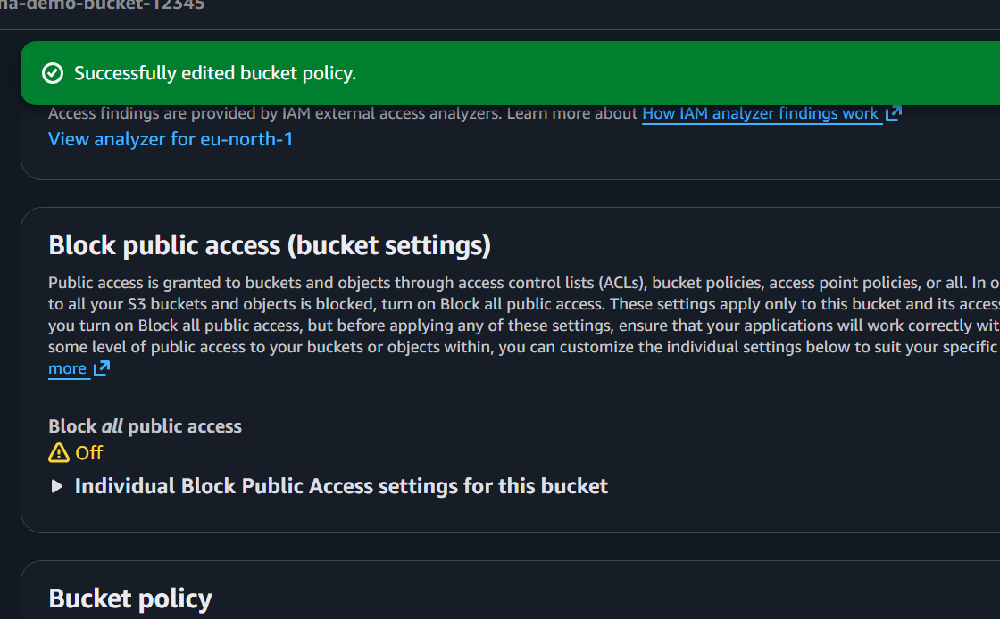 na-demo-bucket-12345
Successfully edited bucket policy.
Access findings are provided by IAM external access analyzers. Learn more about How IAM analyzer findings work
View analyzer for eu-north-1
Block public access (bucket settings)
Public access is granted to buckets and objects through access control lists (ACLs), bucket policies, access point policies, or all. In o
to all your S3 buckets and objects is blocked, turn on Block all public access. These settings apply only to this bucket and its access
you turn on Block all public access, but before applying any of these settings, ensure that your applications will work correctly wit
some level of public access to your buckets or objects within, you can customize the individual settings below to suit your specific
more
Block all public access
Off
Individual Block Public Access settings for this bucket
Bucket policy